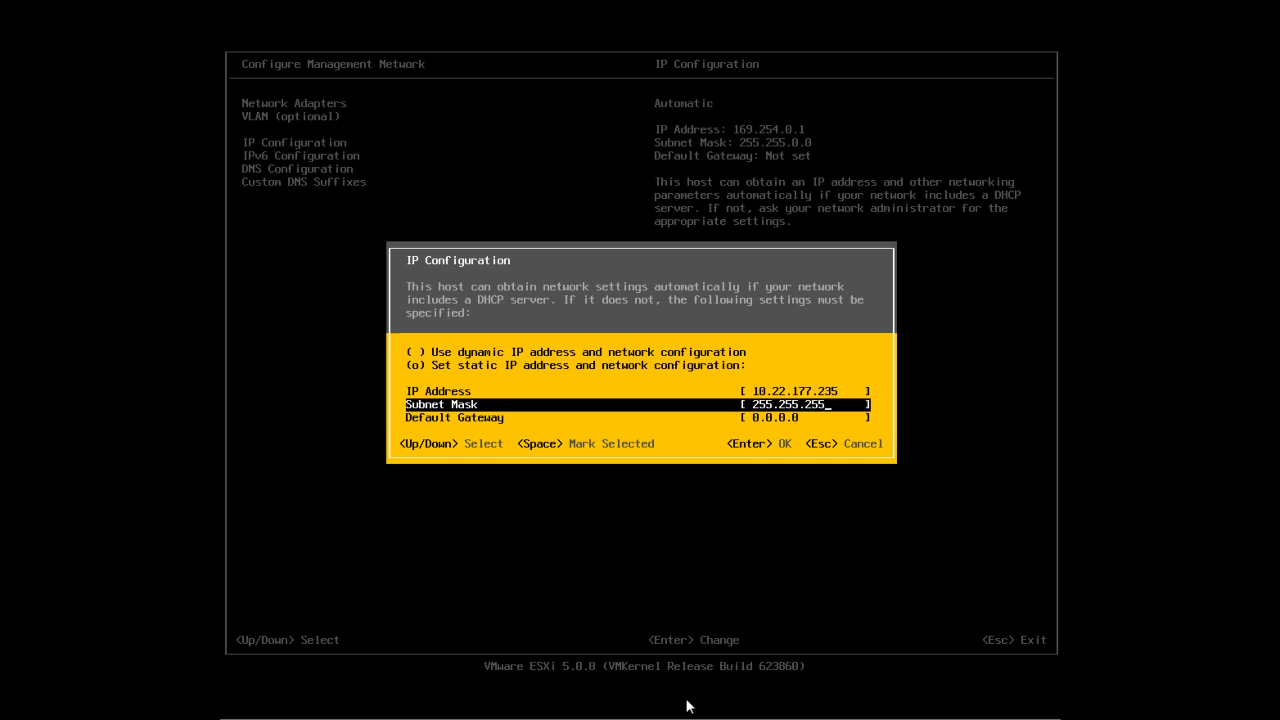 Configure Management Network
IP Configuration
Network Adapters
VLAN (optional)
IP Configuration
IPv6 Configuration
DNS Configuration
Custom DNS Suffixes
Automatic
IP Address: 169.254.0.1
Subnet Mask: 255.255.0.0
Default Gateway: Not set
This host can obtain an IP address and other networking
parameters automatically if your network includes a DHCP
server. If not, ask your network administrator for the
appropriate settings.
IP Configuration
This host can obtain network settings automatically if your network
includes a DHCP server. If it does not, the following settings must be
specified:
( ) Use dynamic IP address and network configuration
(o) Set static IP address and network configuration:
IP Address [ 10.22.177.235 ]
Subnet Mask [ 255.255.255_ ]
Default Gateway [ 0.0.0.0 ]
<Up/Down> Select <Space> Mark Selected <Enter> OK <Esc> Cancel
<Up/Down> Select <Enter> Change <Esc> Exit
VMware ESXi 5.0.0 (VMKernel Release Build 623860)